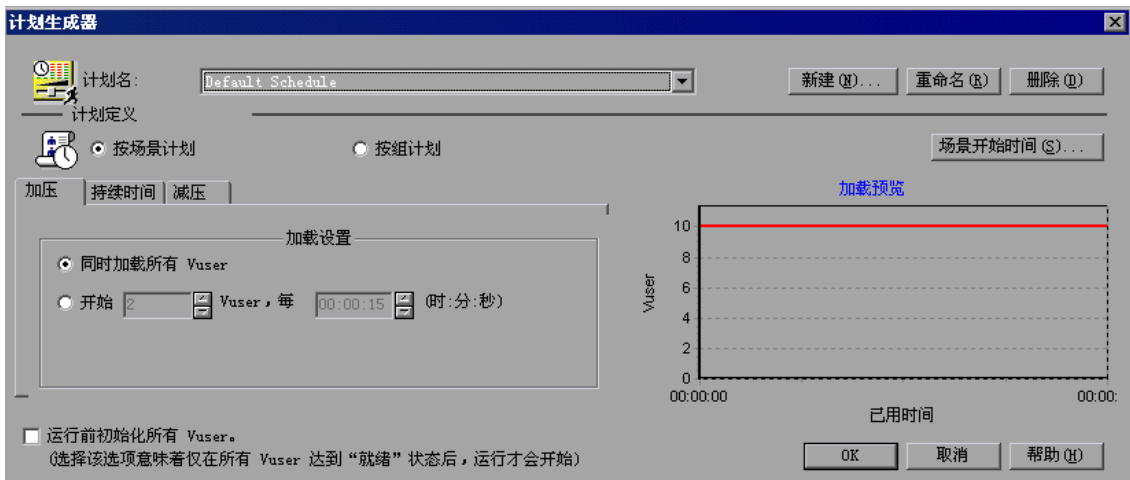 计划生成器
计划名: Default Schedule 新建(N)... 重命名(R) 删除(D)
计划定义
按场景计划 按组计划 场景开始时间(S)...
加压 持续时间 减压
加载设置
同时加载所有 Vuser
开始 2 Vuser，每 00:00:15 (时:分:秒)
加载预览
10
8
6
4
2
0
Vuser
00:00:00 00:00:
已用时间
运行前初始化所有 Vuser。
(选择该选项意味着仅在所有 Vuser 达到“就绪”状态后，运行才会开始)
OK 取消 帮助(H)